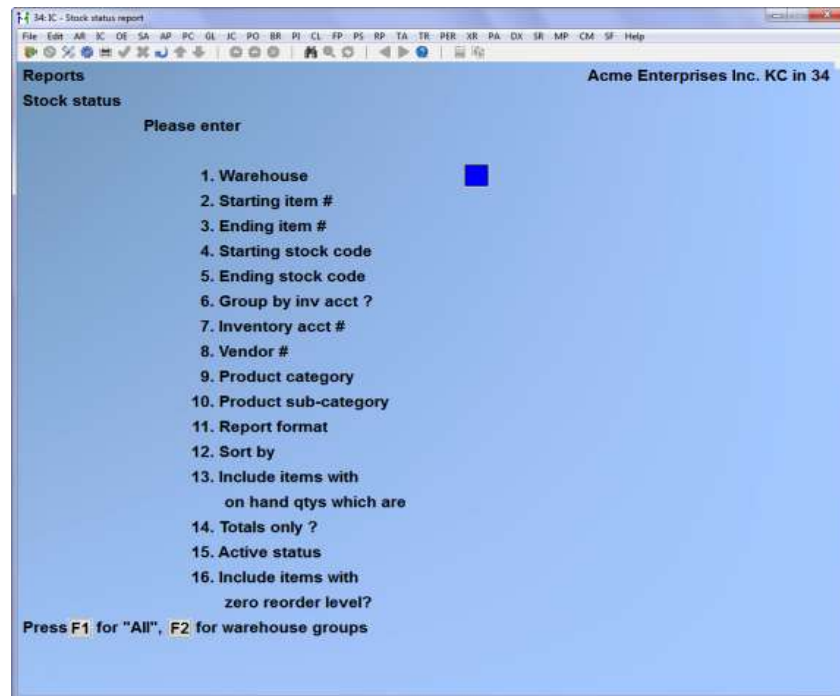 34: IC - Stock status report
File Edit AR IC OE SA AP PC GL JC PO BR PJ CL FP PS RP TA TR PER XR PA DX SR MP CM SF Help
Reports Acme Enterprises Inc. KC in 34
Stock status
Please enter
1. Warehouse
2. Starting item #
3. Ending item #
4. Starting stock code
5. Ending stock code
6. Group by inv acct ?
7. Inventory acct #
8. Vendor #
9. Product category
10. Product sub-category
11. Report format
12. Sort by
13. Include items with
on hand qtys which are
14. Totals only ?
15. Active status
16. Include items with
zero reorder level?
Press F1 for "All", F2 for warehouse groups